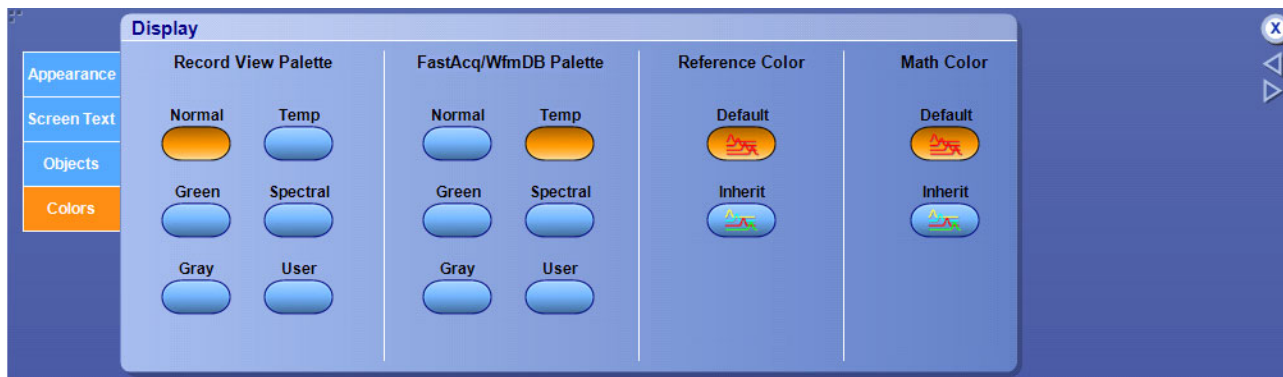 Display
Appearance
Screen Text
Objects
Colors
Record View Palette
Normal Temp
Green Spectral
Gray User
FastAcq/WfmDB Palette
Normal Temp
Green Spectral
Gray User
Reference Color
Default
Inherit
Math Color
Default
Inherit
X